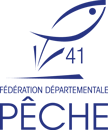 41
FÉDÉRATION DÉPARTEMENTALE
PÊCHE